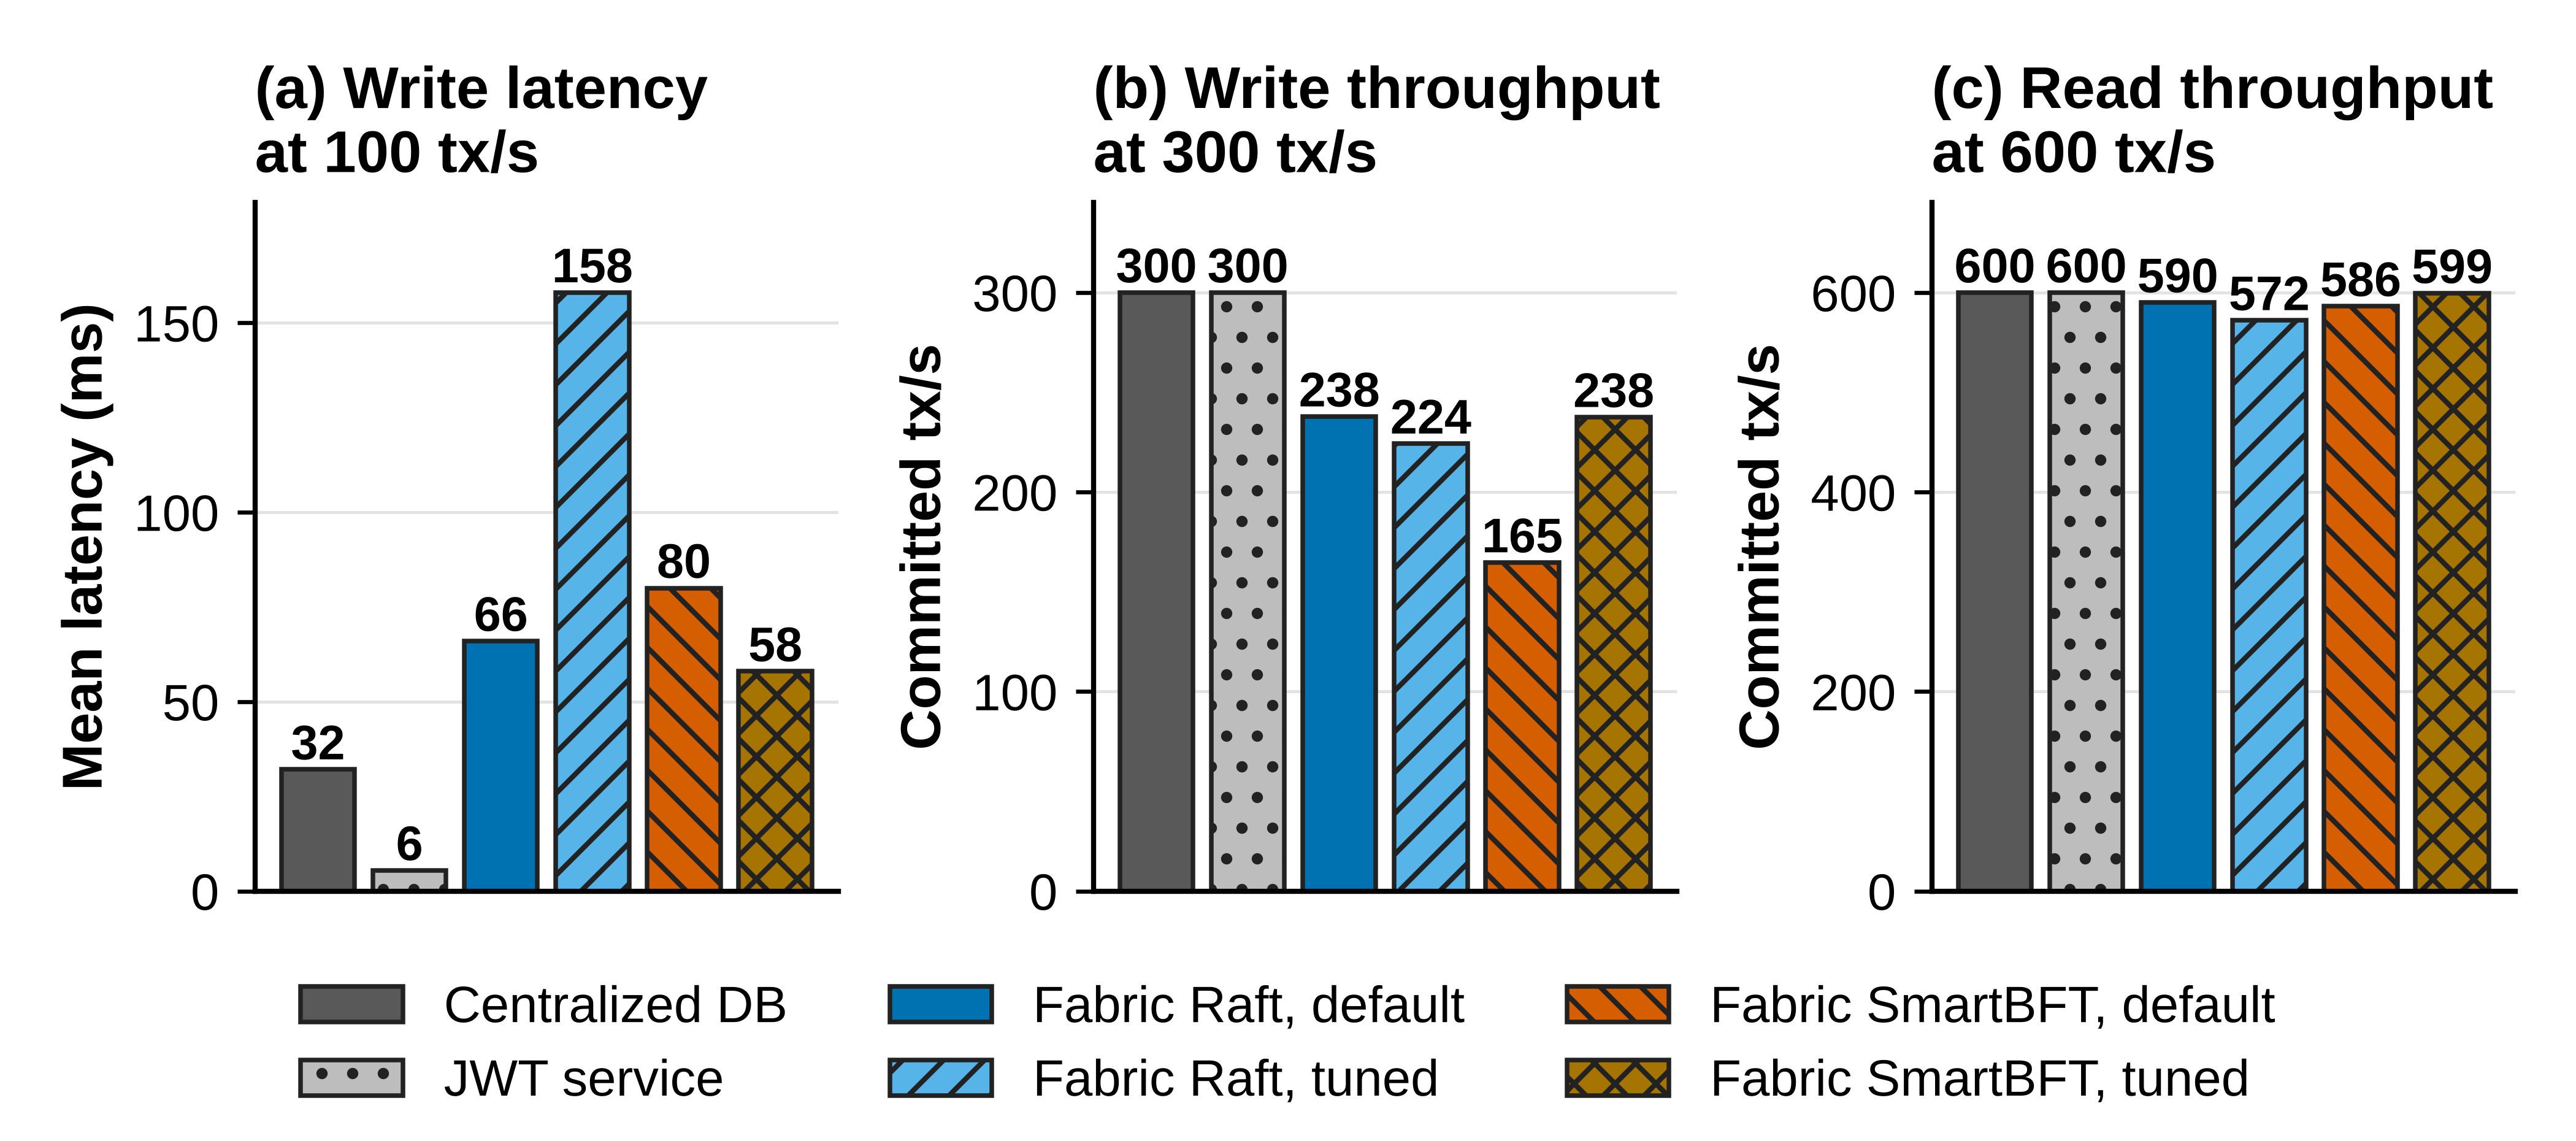 (a) Write latency
at 100 tx/s
Mean latency (ms)
150
100
50
0
32
6
66
158
80
58
(b) Write throughput
at 300 tx/s
Committed tx/s
300
200
100
0
300
300
238
224
165
238
(c) Read throughput
at 600 tx/s
Committed tx/s
600
400
200
0
600
600
590
572
586
599
Centralized DB
JWT service
Fabric Raft, default
Fabric Raft, tuned
Fabric SmartBFT, default
Fabric SmartBFT, tuned